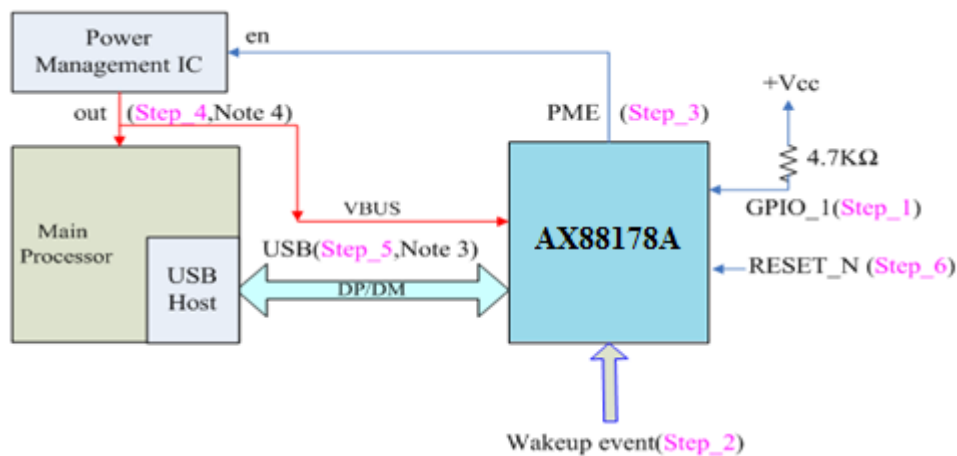 Power
Management IC
en
out (Step_4,Note 4)
PME (Step_3)
+Vcc
4.7KΩ
GPIO_1(Step_1)
VBUS
Main
Processor
USB(Step_5,Note 3)
AX88178A
USB
Host
DP/DM
RESET_N (Step_6)
Wakeup event(Step_2)